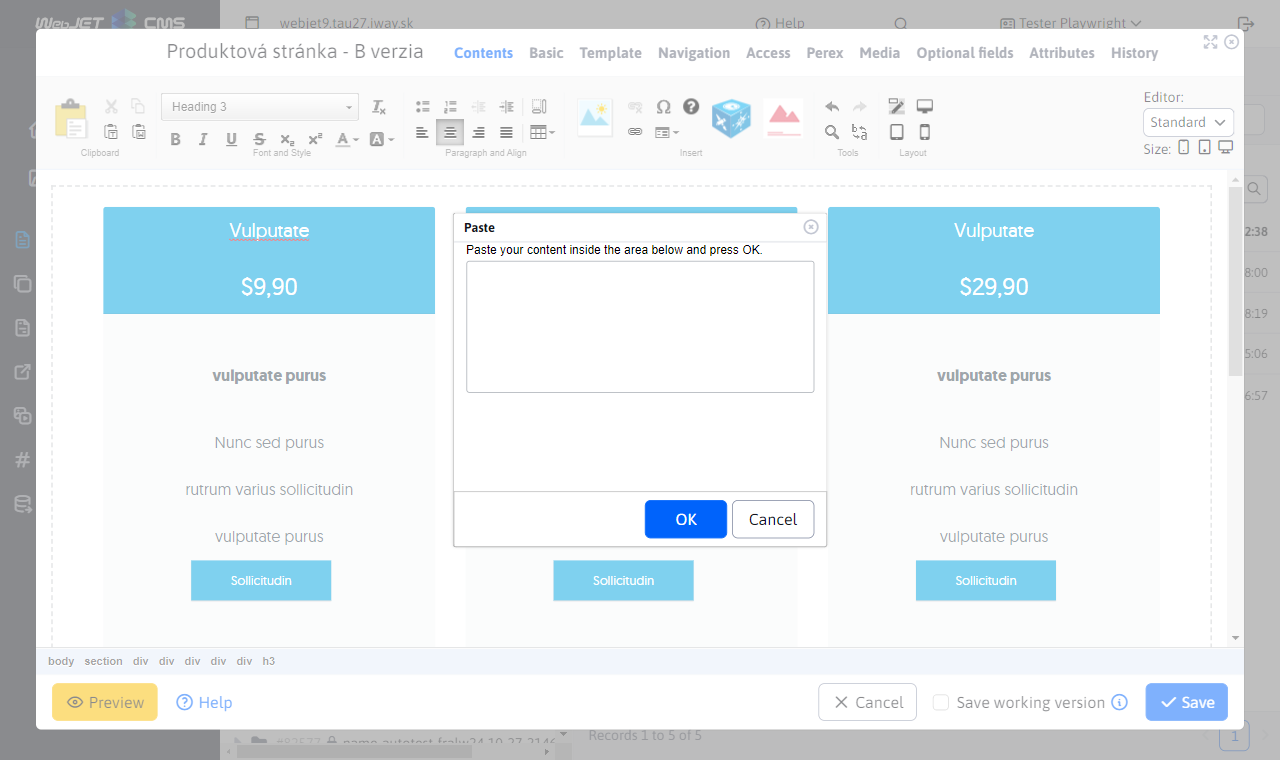 WebJET CMS
webjet9.tau27.iway.sk
Help
Tester Playwright
Produktová stránka - B verzia
Contents
Basic
Template
Navigation
Access
Perex
Media
Optional fields
Attributes
History
Heading 3
Clipboard
Font and Style
Paragraph and Align
Insert
Tools
Layout
Editor:
Standard
Size:
Vulputate
$9,90
vulputate purus
Nunc sed purus
rutrum varius sollicitudin
vulputate purus
Sollicitudin
Paste
Paste your content inside the area below and press OK.
OK
Cancel
Sollicitudin
Vulputate
$29,90
vulputate purus
Nunc sed purus
rutrum varius sollicitudin
vulputate purus
Sollicitudin
2:38
8:00
8:19
5:06
6:57
body section div div div div div h3
Preview
Help
Cancel
Save working version
Save
Records 1 to 5 of 5
1